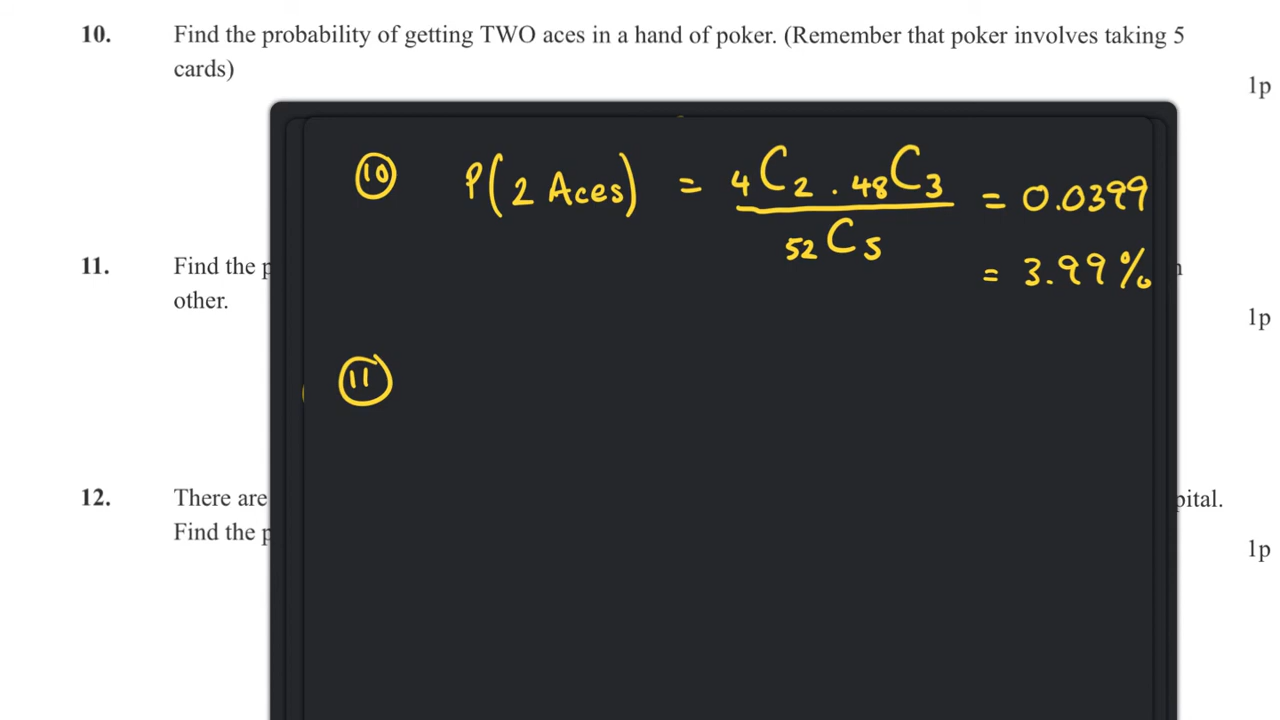 10. Find the probability of getting TWO aces in a hand of poker. (Remember that poker involves taking 5
cards)
1p
⑩ P(2 Aces) = ₄C₂ . ₄₈C₃ / ₅₂C₅ = 0.0399
= 3.99%
11. Find the
other.
1p
⑪
12. There are pital.
Find the
1p